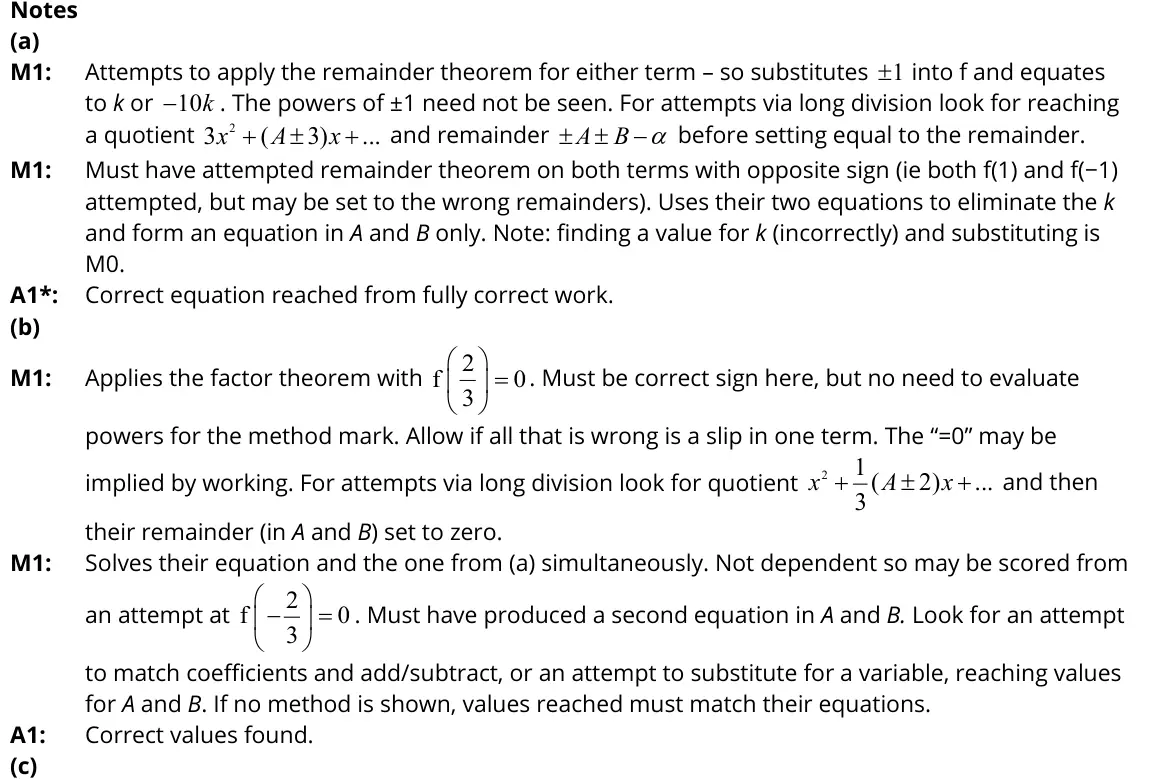 Notes
(a)
M1: Attempts to apply the remainder theorem for either term – so substitutes ±1 into f and equates
to k or −10k . The powers of ±1 need not be seen. For attempts via long division look for reaching
a quotient 3x² + (A±3)x + ... and remainder ±A ± B − α before setting equal to the remainder.
M1: Must have attempted remainder theorem on both terms with opposite sign (ie both f(1) and f(−1)
attempted, but may be set to the wrong remainders). Uses their two equations to eliminate the k
and form an equation in A and B only. Note: finding a value for k (incorrectly) and substituting is
M0.
A1*: Correct equation reached from fully correct work.
(b)
M1: Applies the factor theorem with f(2/3) = 0. Must be correct sign here, but no need to evaluate
powers for the method mark. Allow if all that is wrong is a slip in one term. The “=0” may be
implied by working. For attempts via long division look for quotient x² + 1/3(A±2)x + ... and then
their remainder (in A and B) set to zero.
M1: Solves their equation and the one from (a) simultaneously. Not dependent so may be scored from
an attempt at f(−2/3) = 0. Must have produced a second equation in A and B. Look for an attempt
to match coefficients and add/subtract, or an attempt to substitute for a variable, reaching values
for A and B. If no method is shown, values reached must match their equations.
A1: Correct values found.
(c)